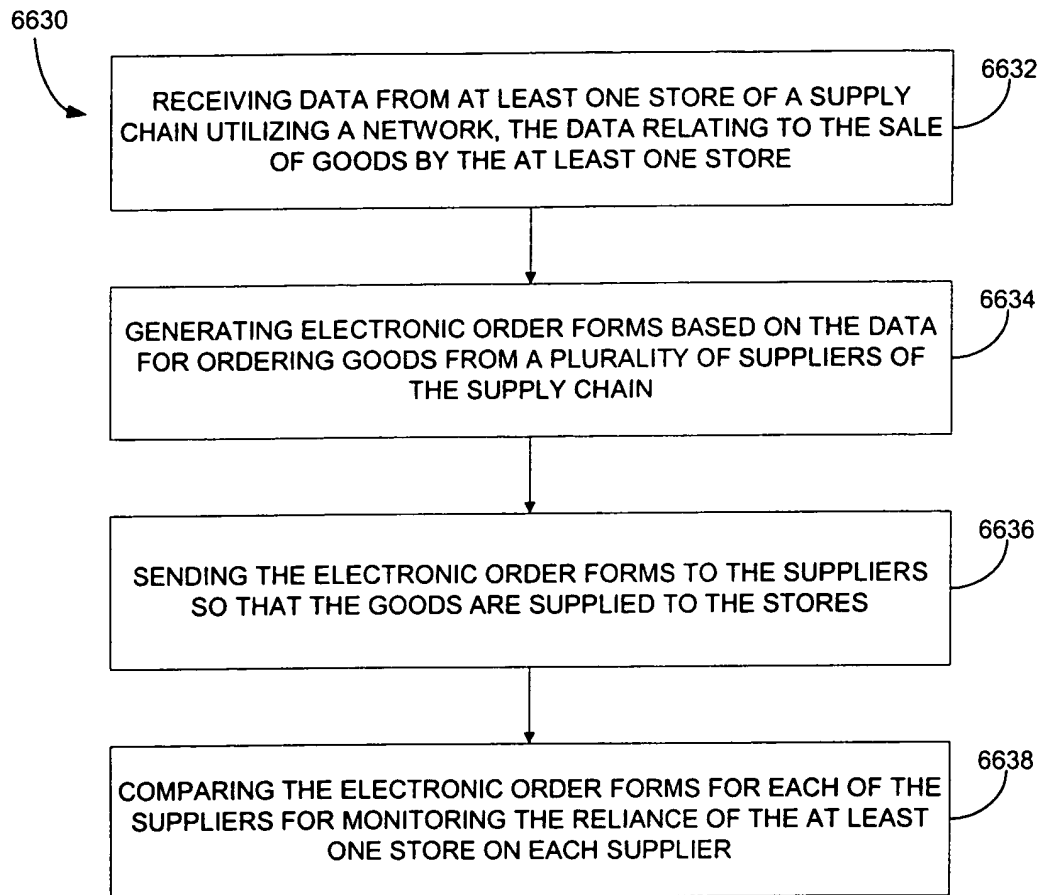 6630
6632
RECEIVING DATA FROM AT LEAST ONE STORE OF A SUPPLY
CHAIN UTILIZING A NETWORK, THE DATA RELATING TO THE SALE
OF GOODS BY THE AT LEAST ONE STORE
6634
GENERATING ELECTRONIC ORDER FORMS BASED ON THE DATA
FOR ORDERING GOODS FROM A PLURALITY OF SUPPLIERS OF
THE SUPPLY CHAIN
6636
SENDING THE ELECTRONIC ORDER FORMS TO THE SUPPLIERS
SO THAT THE GOODS ARE SUPPLIED TO THE STORES
6638
COMPARING THE ELECTRONIC ORDER FORMS FOR EACH OF THE
SUPPLIERS FOR MONITORING THE RELIANCE OF THE AT LEAST
ONE STORE ON EACH SUPPLIER